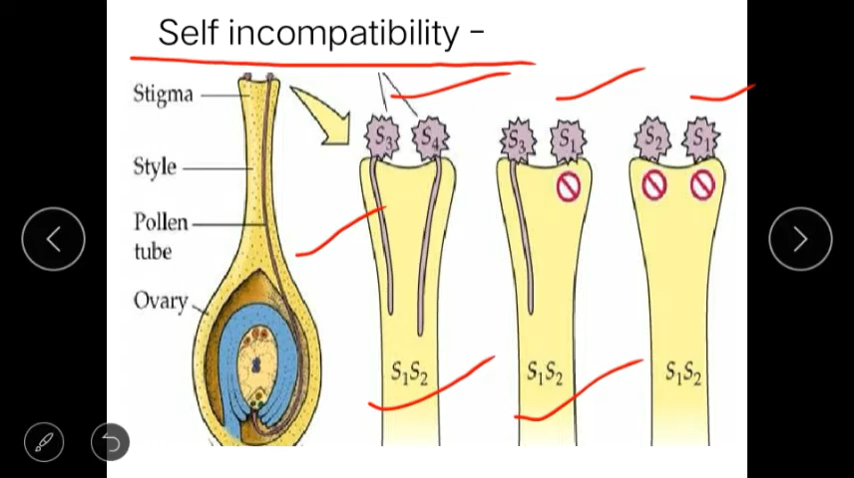 Self incompatibility –
Stigma
Style
Pollen
tube
Ovary
S3 S4
S3 S1
S2 S1
S1S2
S1S2
S1S2